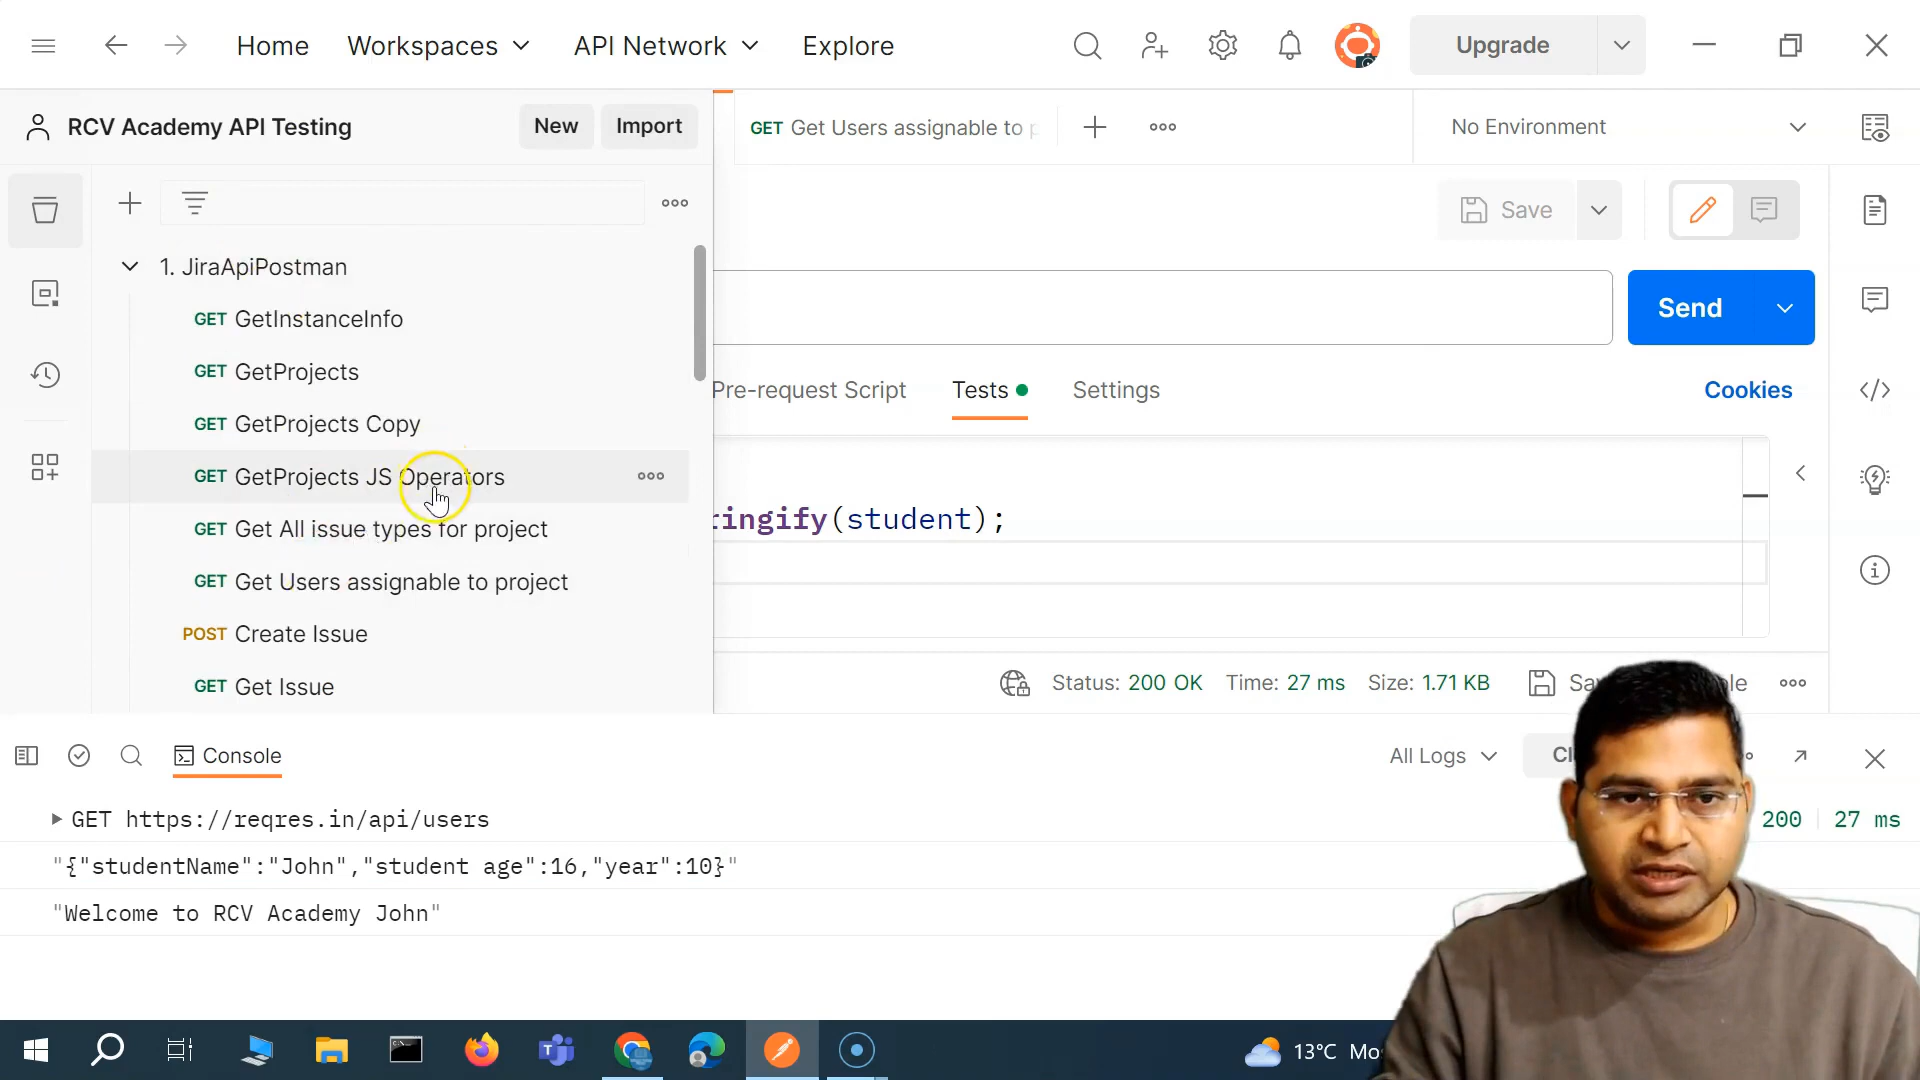 Home
Workspaces
API Network
Explore
Upgrade
RCV Academy API Testing
New
Import
GET Get Users assignable to p
No Environment
Save
1. JiraApiPostman
GET GetInstanceInfo
GET GetProjects
GET GetProjects Copy
GET GetProjects JS Operators
GET Get All issue types for project
GET Get Users assignable to project
POST Create Issue
GET Get Issue
Send
Pre-request Script
Tests
Settings
Cookies
ringify(student);
Status: 200 OK
Time: 27 ms
Size: 1.71 KB
Console
All Logs
GET https://reqres.in/api/users
200
27 ms
"{"studentName":"John","student age":16,"year":10}"
"Welcome to RCV Academy John"
13°C